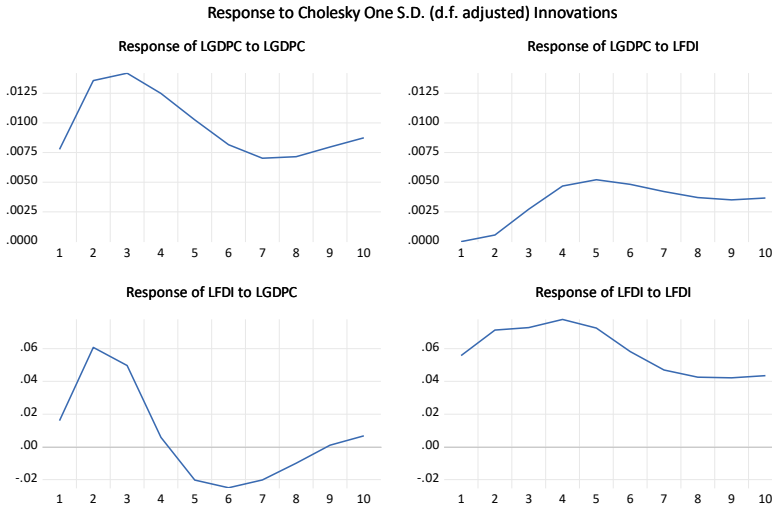 Response to Cholesky One S.D. (d.f. adjusted) Innovations
Response of LGDPC to LGDPC
.0125
.0100
.0075
.0050
.0025
.0000
1 2 3 4 5 6 7 8 9 10
Response of LGDPC to LFDI
.0125
.0100
.0075
.0050
.0025
.0000
1 2 3 4 5 6 7 8 9 10
Response of LFDI to LGDPC
.06
.04
.02
.00
-.02
1 2 3 4 5 6 7 8 9 10
Response of LFDI to LFDI
.06
.04
.02
.00
-.02
1 2 3 4 5 6 7 8 9 10